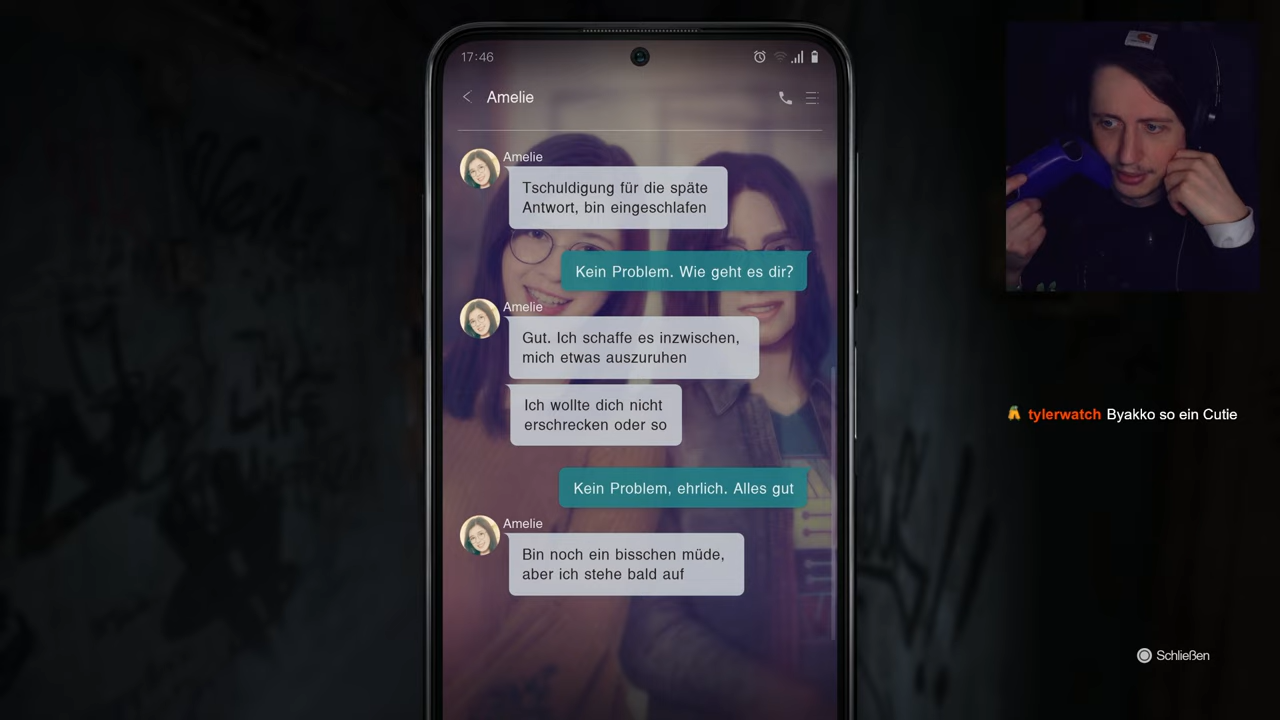 17:46
Amelie
Amelie
Tschuldigung für die späte
Antwort, bin eingeschlafen
Kein Problem. Wie geht es dir?
Amelie
Gut. Ich schaffe es inzwischen,
mich etwas auszuruhen
Ich wollte dich nicht
erschrecken oder so
Kein Problem, ehrlich. Alles gut
Amelie
Bin noch ein bisschen müde,
aber ich stehe bald auf
tylerwatch Byakko so ein Cutie
Schließen